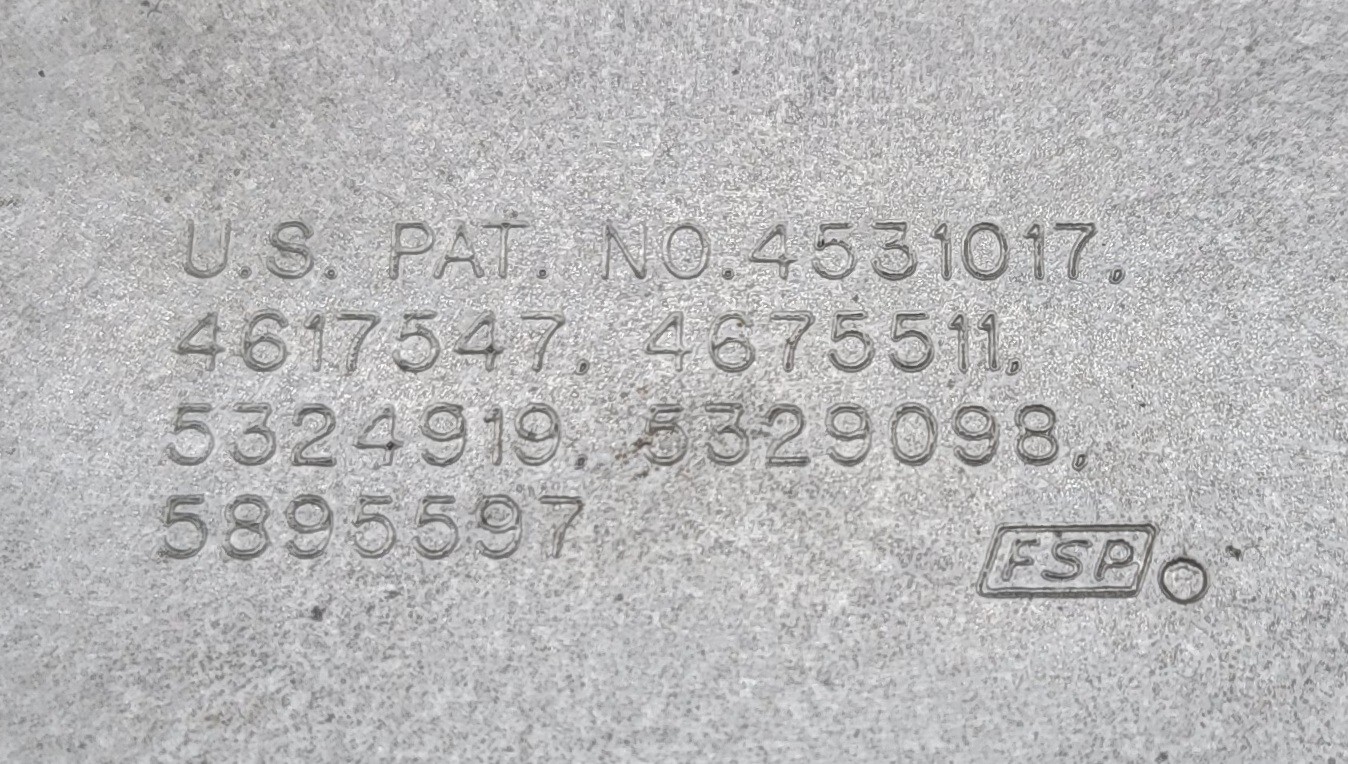 U.S. PAT. NO.4531017,
4617547, 4675511,
5324919, 5329098,
5895597
FSP